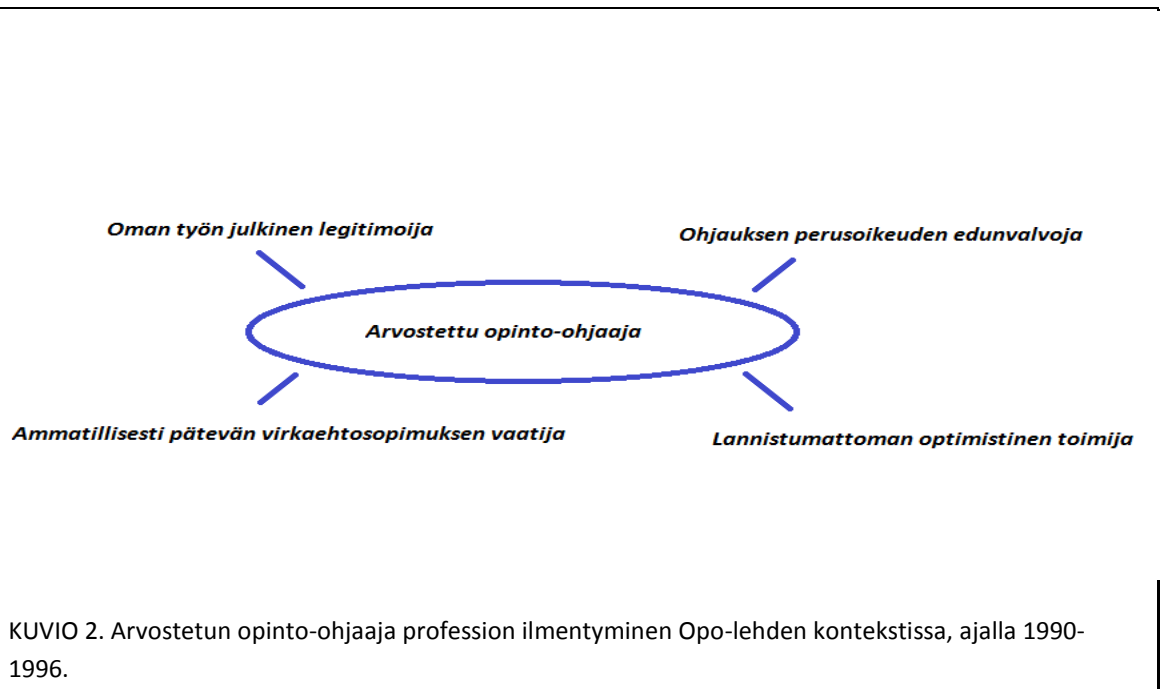 Oman työn julkinen legitimoija
Ohjauksen perusoikeuden edunvalvoja
Arvostettu opinto-ohjaaja
Ammatillisesti pätevän virkaehtosopimuksen vaatija
Lannistumattoman optimistinen toimija
KUVIO 2. Arvostetun opinto-ohjaaja profession ilmentyminen Opo-lehden kontekstissa, ajalla 1990-
1996.